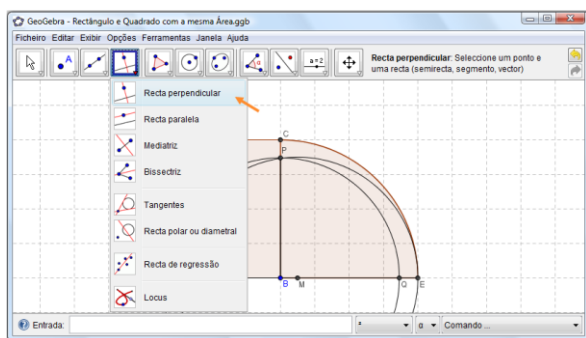 GeoGebra - Rectângulo e Quadrado com a mesma Área.ggb
Ficheiro Editar Exibir Opções Ferramentas Janela Ajuda
A
α
a=2
Recta perpendicular: Seleccione um ponto e
uma recta (semirecta, segmento, vector)
Recta perpendicular
Recta paralela
Mediatriz
Bissectriz
Tangentes
Recta polar ou diametral
Recta de regressão
Locus
C
P
B
M
Q
E
Entrada:
²
α
Comando ...